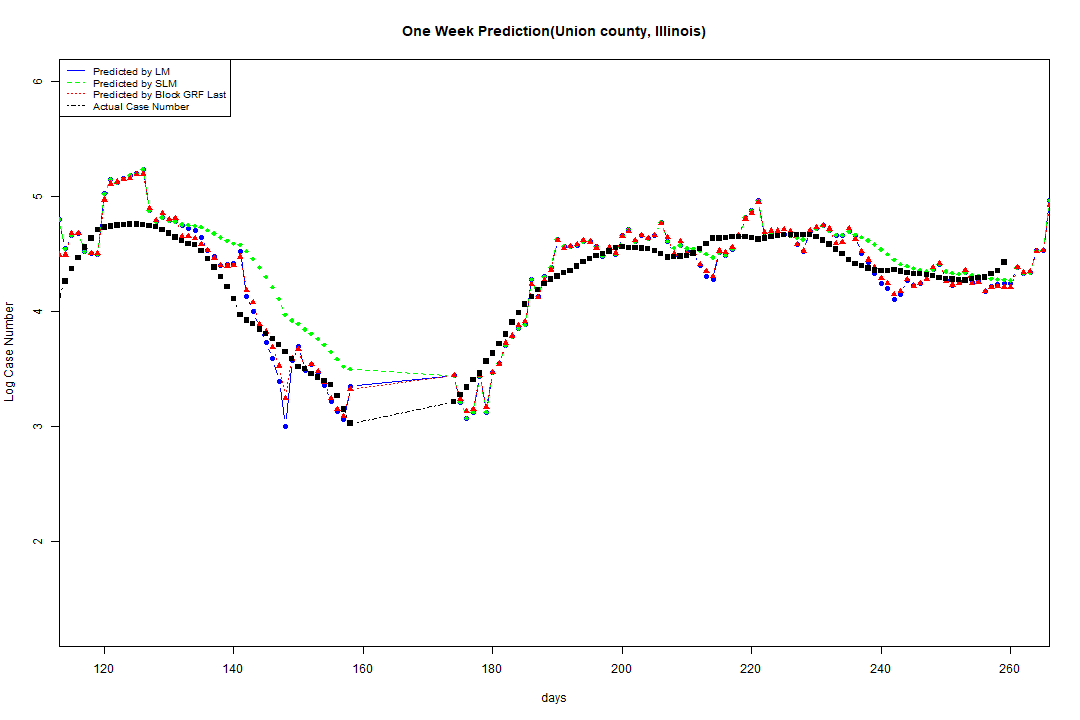 One Week Prediction(Union county, Illinois)
Predicted by LM
Predicted by SLM
Predicted by Block GRF Last
Actual Case Number
6
5
4
3
2
Log Case Number
120 140 160 180 200 220 240 260
days